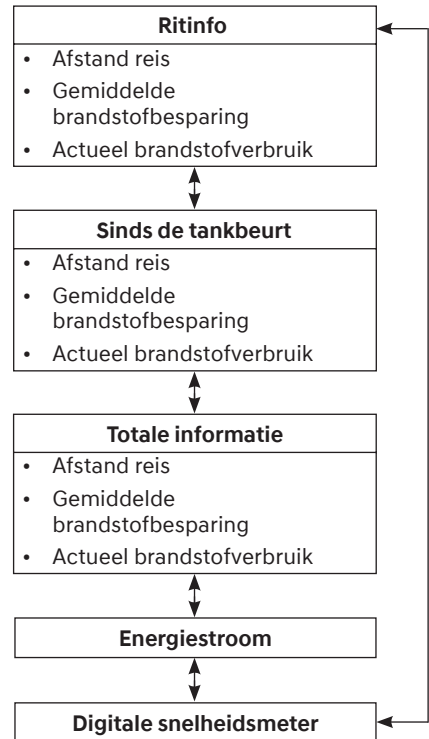 Ritinfo
• Afstand reis
• Gemiddelde
brandstofbesparing
• Actueel brandstofverbruik
Sinds de tankbeurt
• Afstand reis
• Gemiddelde
brandstofbesparing
• Actueel brandstofverbruik
Totale informatie
• Afstand reis
• Gemiddelde
brandstofbesparing
• Actueel brandstofverbruik
Energiestroom
Digitale snelheidsmeter